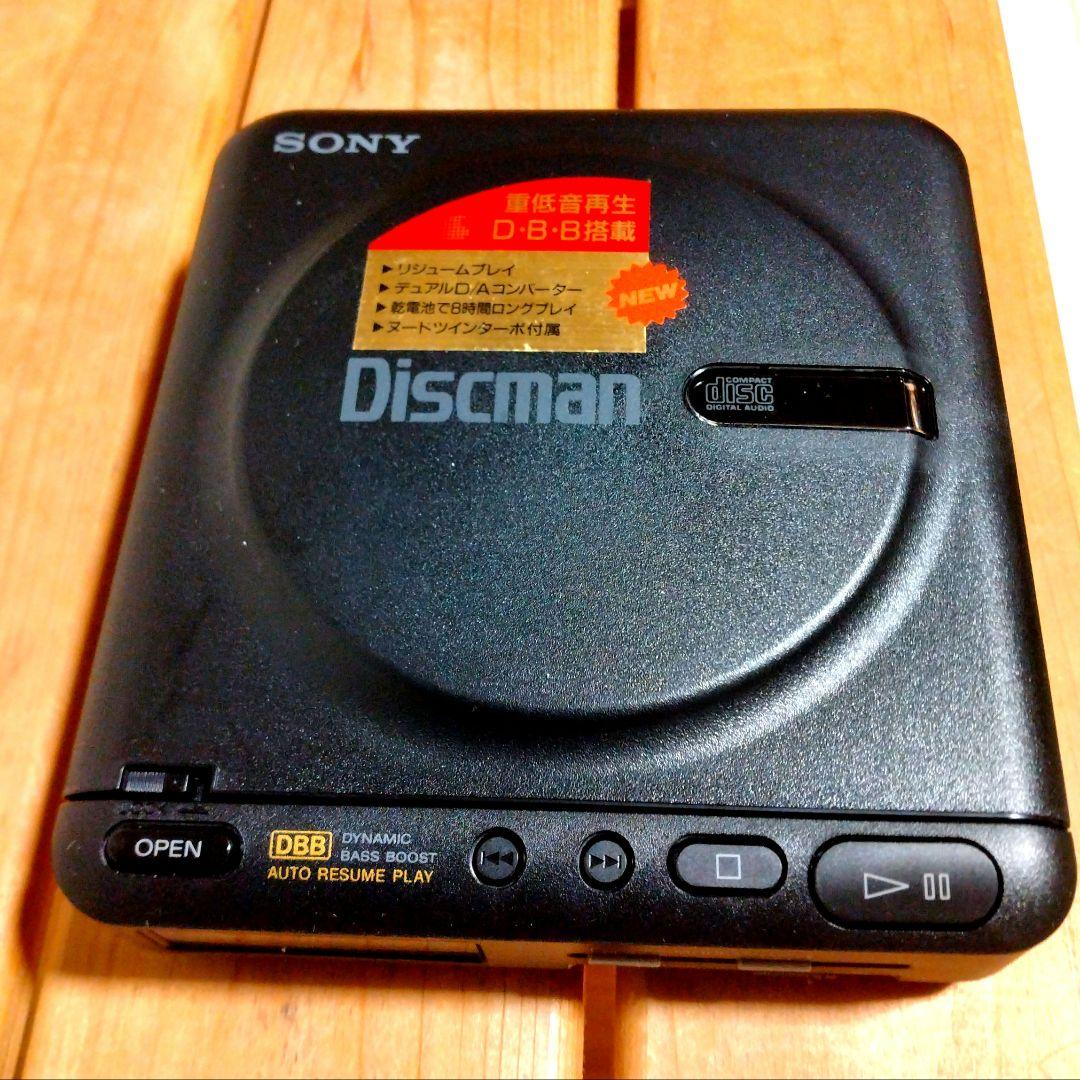 SONY
重低音再生
D・B・B搭載
▶リジュームプレイ
▶デュアルD/Aコンバーター
▶乾電池で8時間ロングプレイ
▶ヌードツインターボ付属
NEW
Discman
COMPACT
disc
DIGITAL AUDIO
OPEN
DBB
DYNAMIC
BASS BOOST
AUTO RESUME PLAY